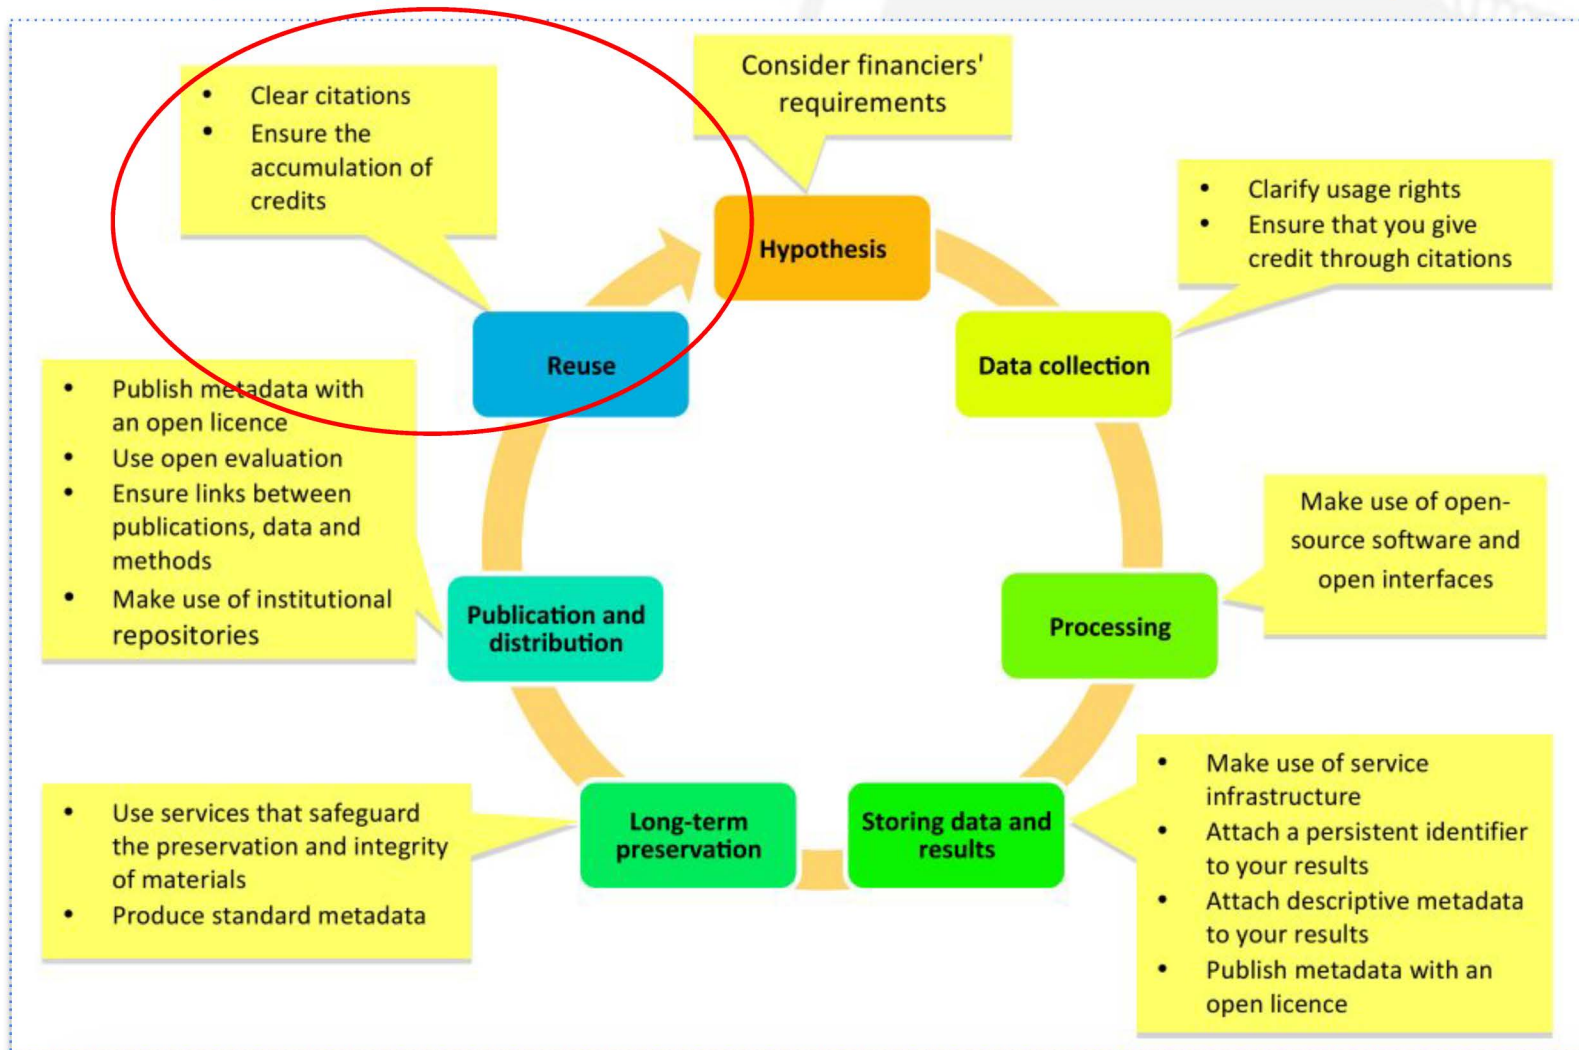 Consider financiers'
requirements
• Clear citations
• Ensure the
accumulation of
credits
Hypothesis
• Clarify usage rights
• Ensure that you give
credit through citations
Reuse
Data collection
• Publish metadata with
an open licence
• Use open evaluation
• Ensure links between
publications, data and
methods
• Make use of institutional
repositories
Make use of open-
source software and
open interfaces
Publication and
distribution
Processing
• Use services that safeguard
the preservation and integrity
of materials
• Produce standard metadata
Long-term
preservation
Storing data and
results
• Make use of service
infrastructure
• Attach a persistent identifier
to your results
• Attach descriptive metadata
to your results
• Publish metadata with an
open licence